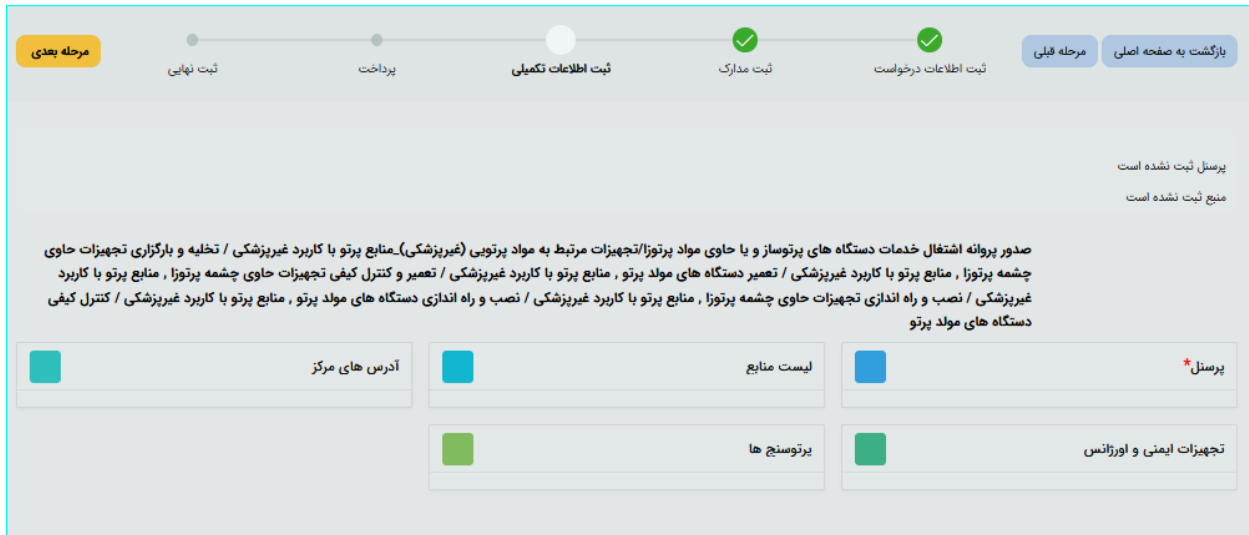 بازگشت به صفحه اصلی
مرحله قبلی
ثبت اطلاعات درخواست
ثبت مدارک
ثبت اطلاعات تکمیلی
پرداخت
ثبت نهایی
مرحله بعدی
پرسنل ثبت نشده است
منبع ثبت نشده است
صدور پروانه اشتغال خدمات دستگاه های پرتوساز و یا حاوی مواد پرتوزا/تجهیزات مرتبط به مواد پرتویی (غیرپزشکی)_منابع پرتو با کاربرد غیرپزشکی / تخلیه و بارگزاری تجهیزات حاوی
چشمه پرتوزا , منابع پرتو با کاربرد غیرپزشکی / تعمیر دستگاه های مولد پرتو , منابع پرتو با کاربرد غیرپزشکی / تعمیر و کنترل کیفی تجهیزات حاوی چشمه پرتوزا , منابع پرتو با کاربرد
غیرپزشکی / نصب و راه اندازی تجهیزات حاوی چشمه پرتوزا , منابع پرتو با کاربرد غیرپزشکی / نصب و راه اندازی دستگاه های مولد پرتو , منابع پرتو با کاربرد غیرپزشکی / کنترل کیفی
دستگاه های مولد پرتو
پرسنل*
لیست منابع
آدرس های مرکز
تجهیزات ایمنی و اورژانس
پرتوسنج ها